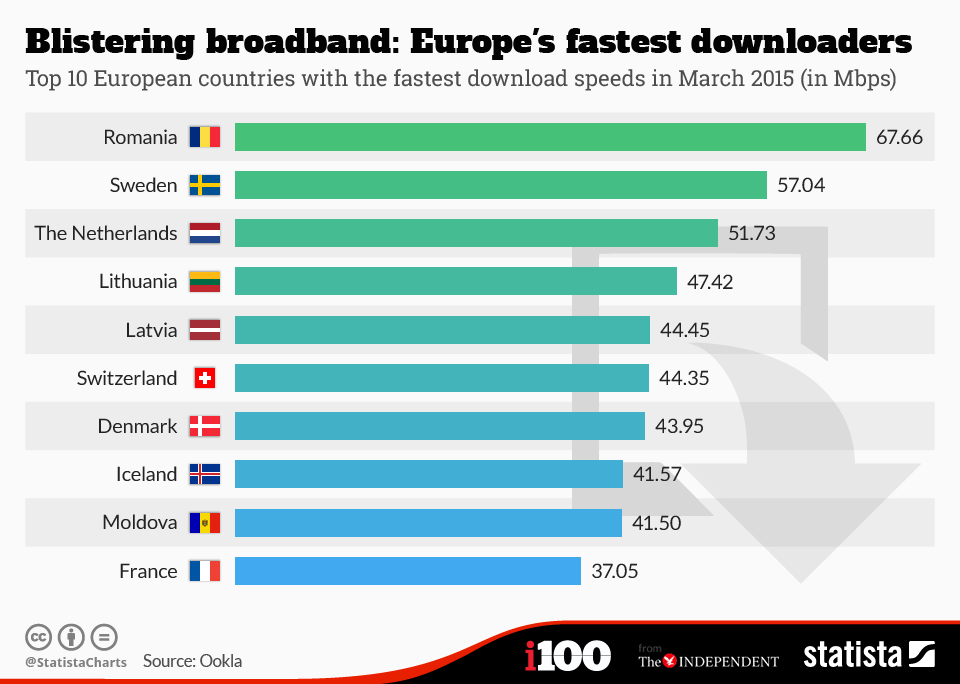 Blistering broadband: Europe's fastest downloaders
Top 10 European countries with the fastest download speeds in March 2015 (in Mbps)
Romania 67.66
Sweden 57.04
The Netherlands 51.73
Lithuania 47.42
Latvia 44.45
Switzerland 44.35
Denmark 43.95
Iceland 41.57
Moldova 41.50
France 37.05
cc
@StatistaCharts Source: Ookla
i100
from
The INDEPENDENT
statista